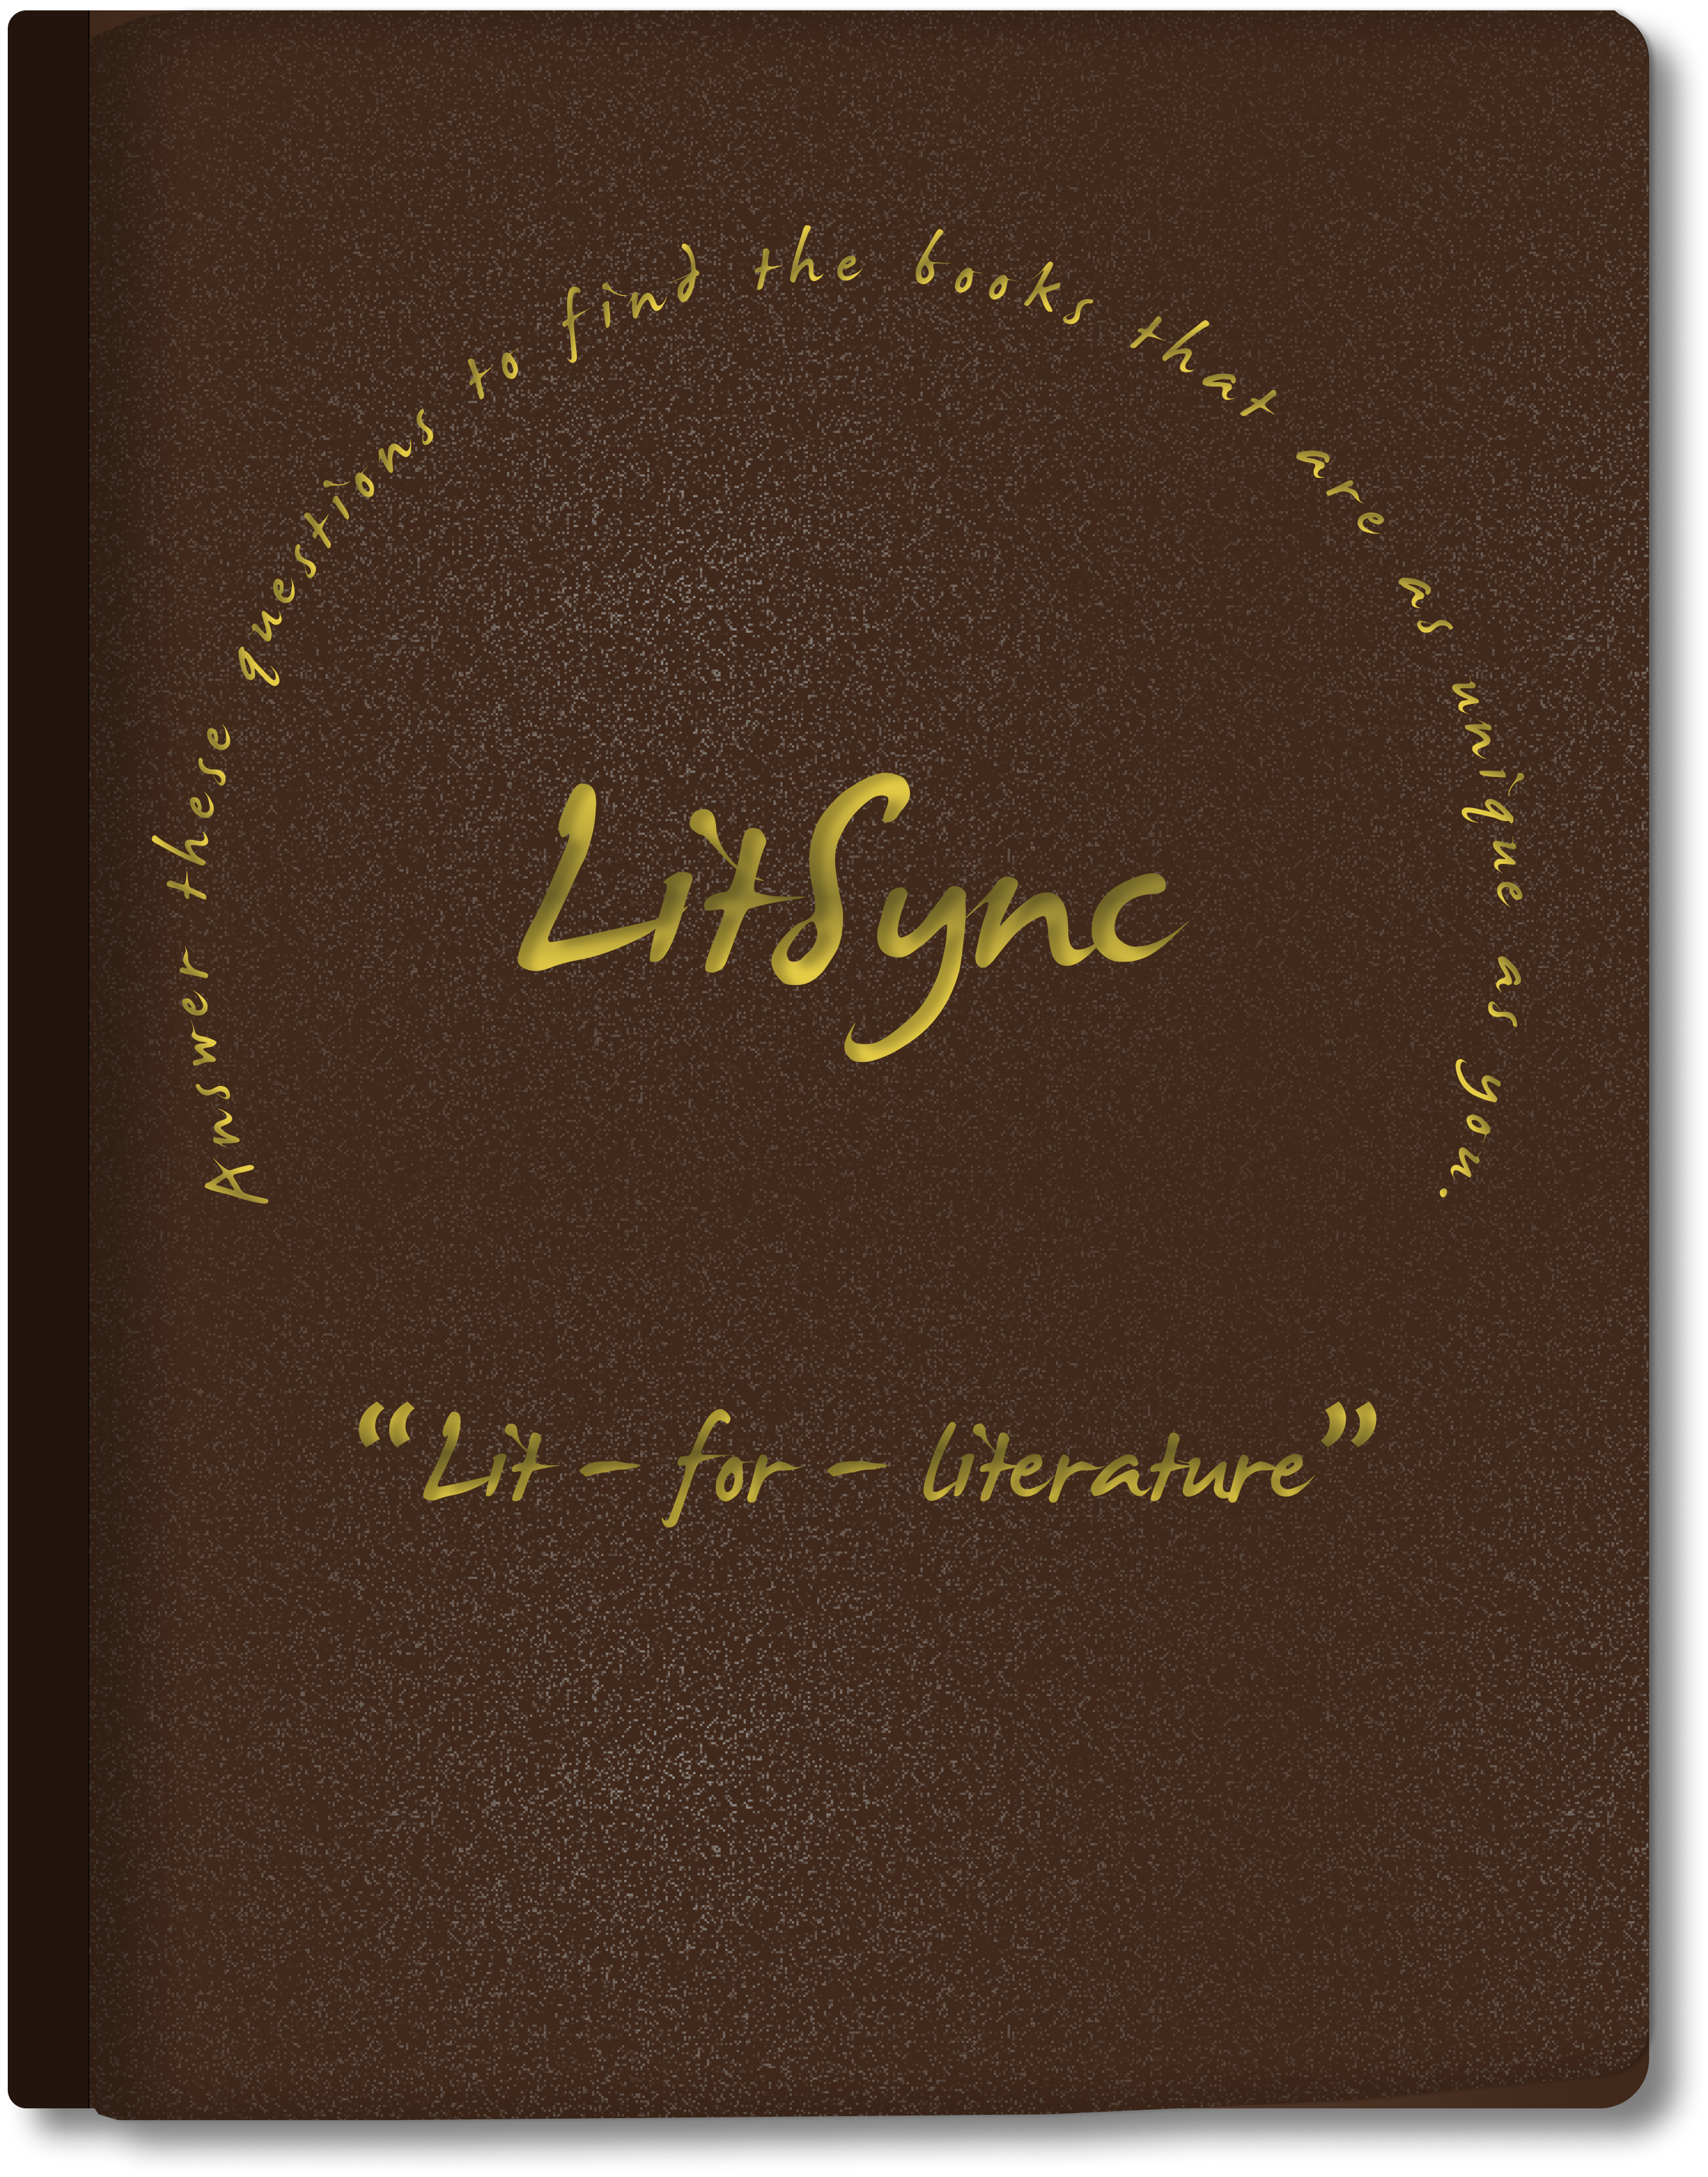 Answer these questions to find the books that are as unique as you.
LitSync
“Lit - for - literature”